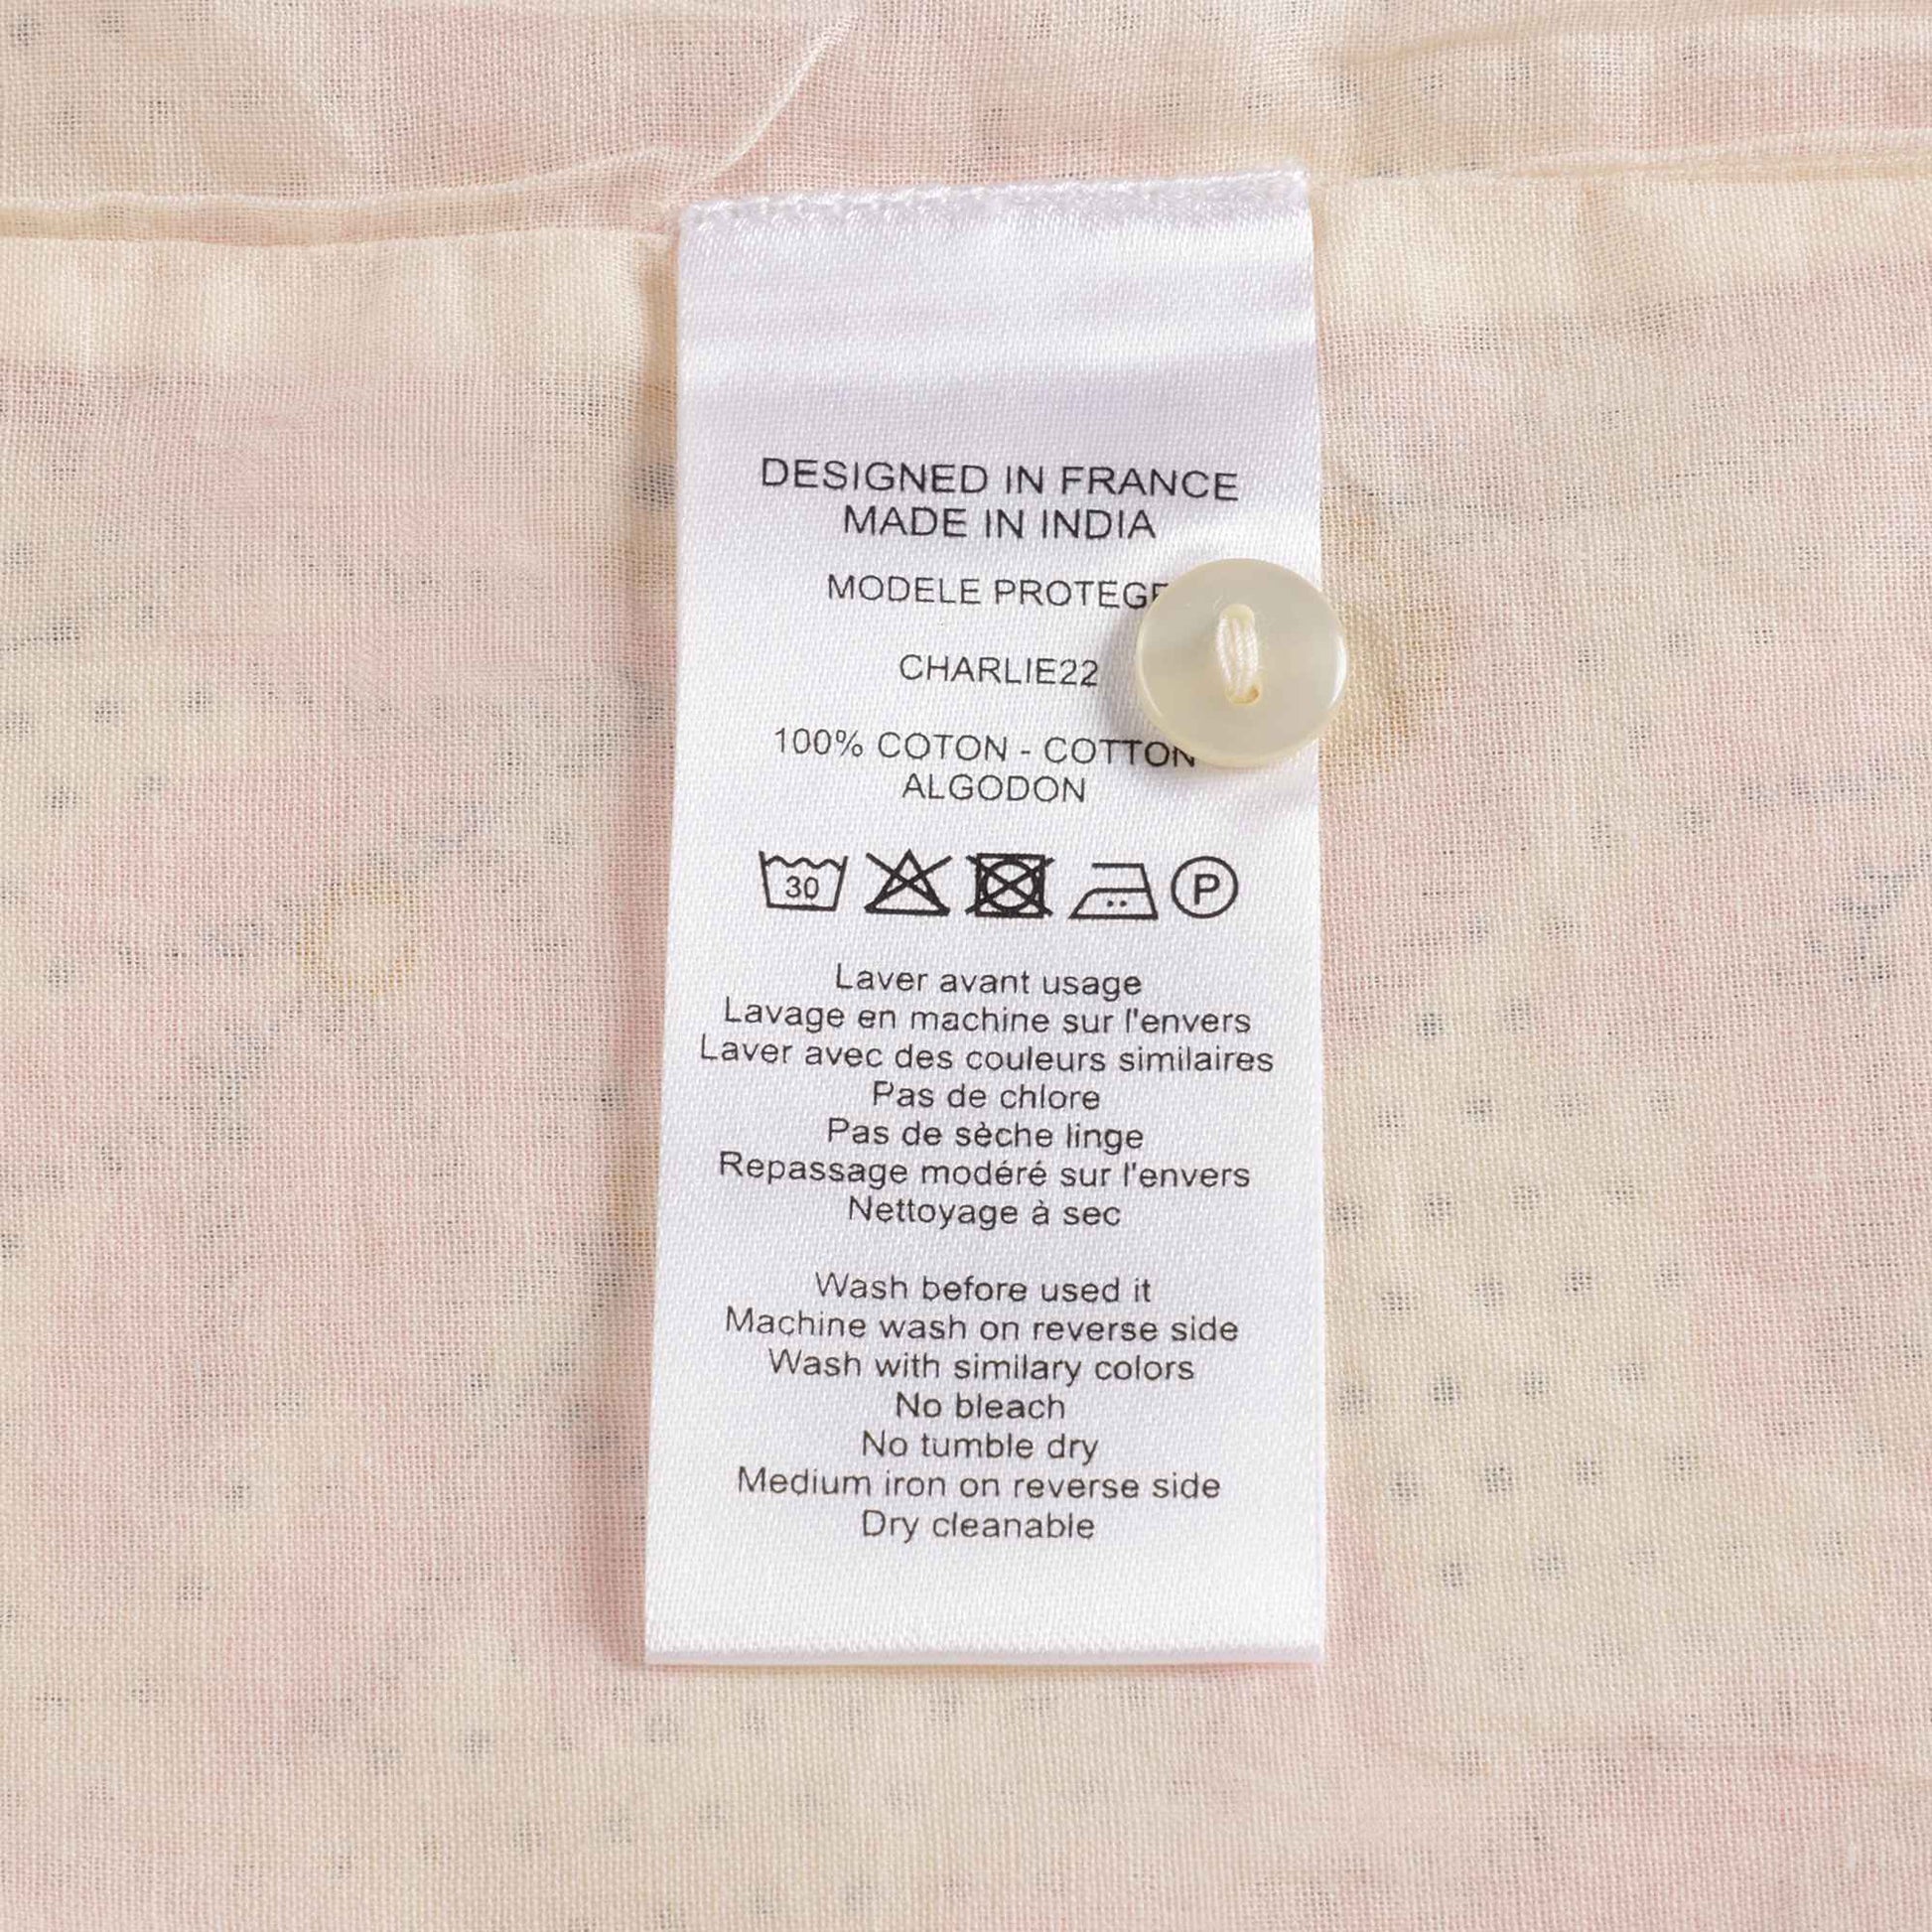 DESIGNED IN FRANCE
MADE IN INDIA
MODELE PROTEGE
CHARLIE22
100% COTON - COTTON
ALGODON
30 P
Laver avant usage
Lavage en machine sur l'envers
Laver avec des couleurs similaires
Pas de chlore
Pas de sèche linge
Repassage modéré sur l'envers
Nettoyage à sec
Wash before used it
Machine wash on reverse side
Wash with similary colors
No bleach
No tumble dry
Medium iron on reverse side
Dry cleanable